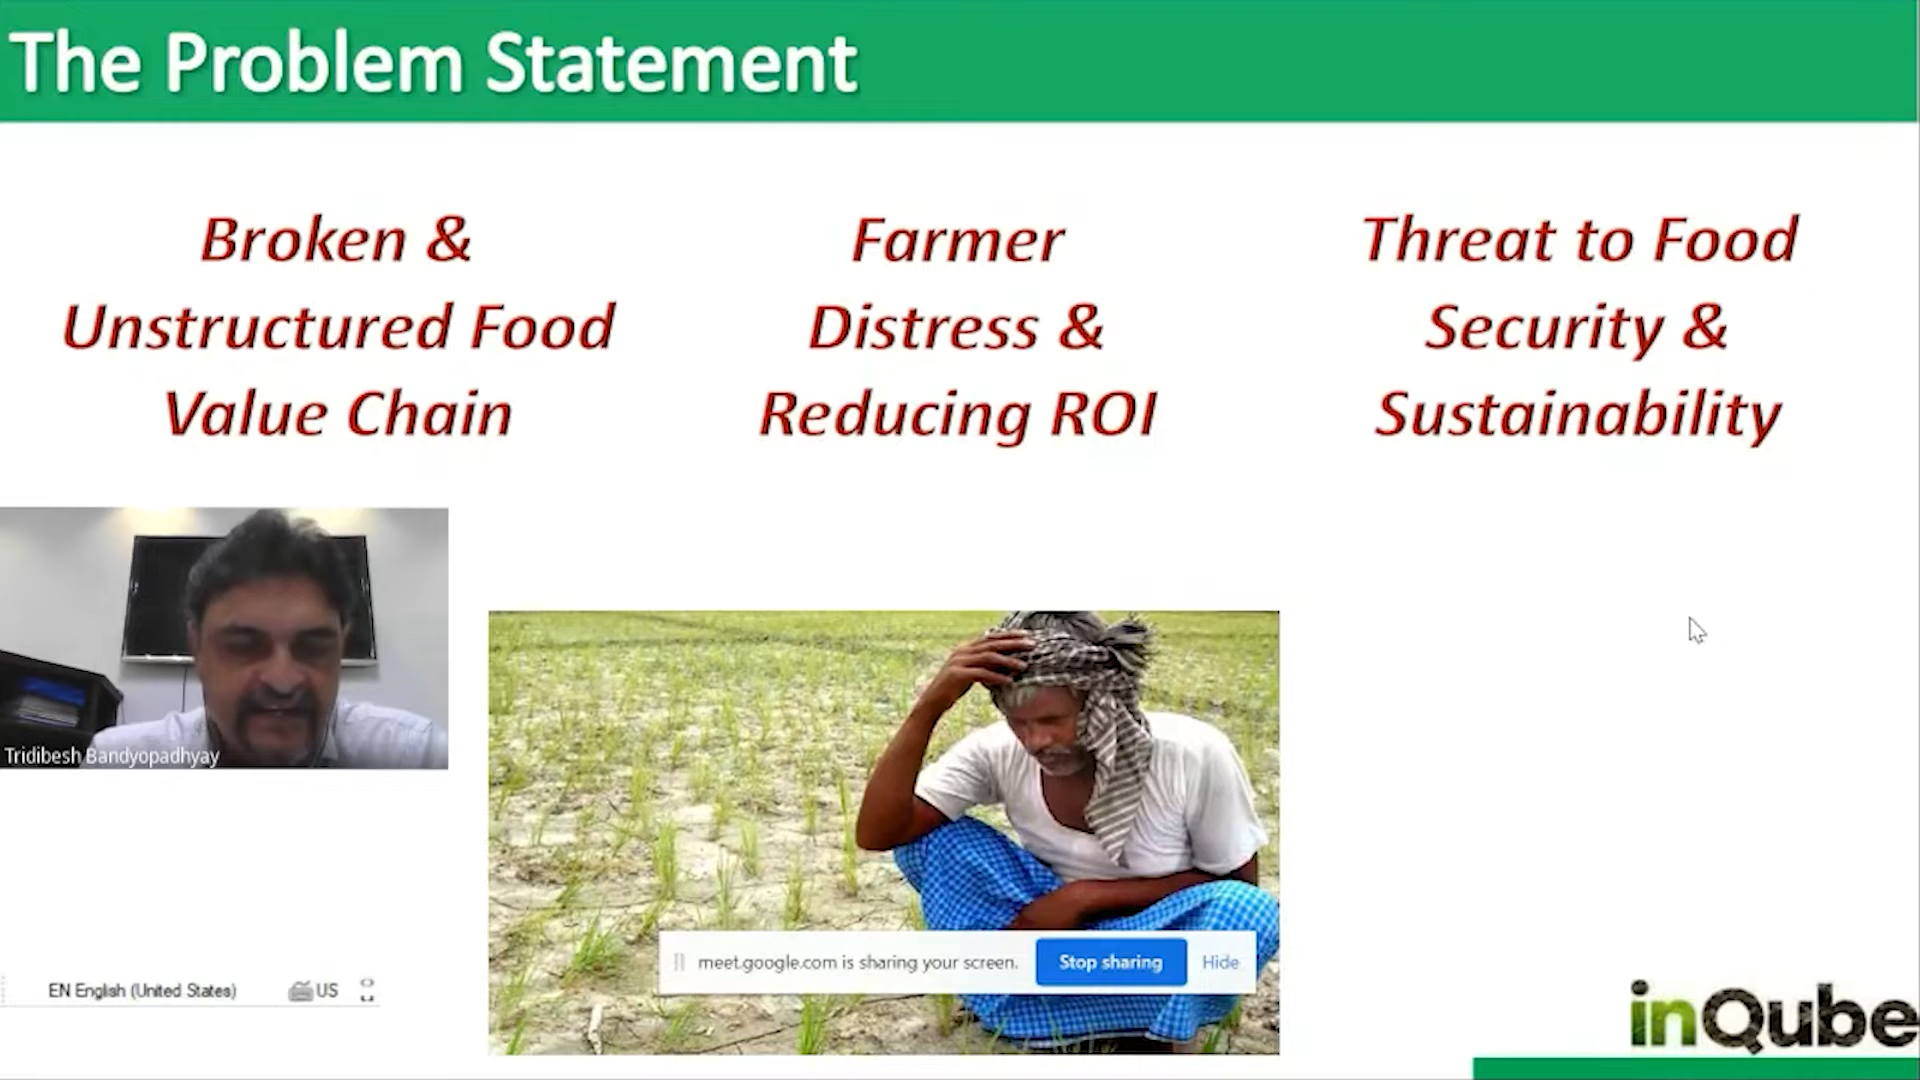 The Problem Statement
Broken &
Unstructured Food
Value Chain
Farmer
Distress &
Reducing ROI
Threat to Food
Security &
Sustainability
Tridibesh Bandyopadhyay
meet.google.com is sharing your screen. Stop sharing Hide
EN English (United States) US
inQube